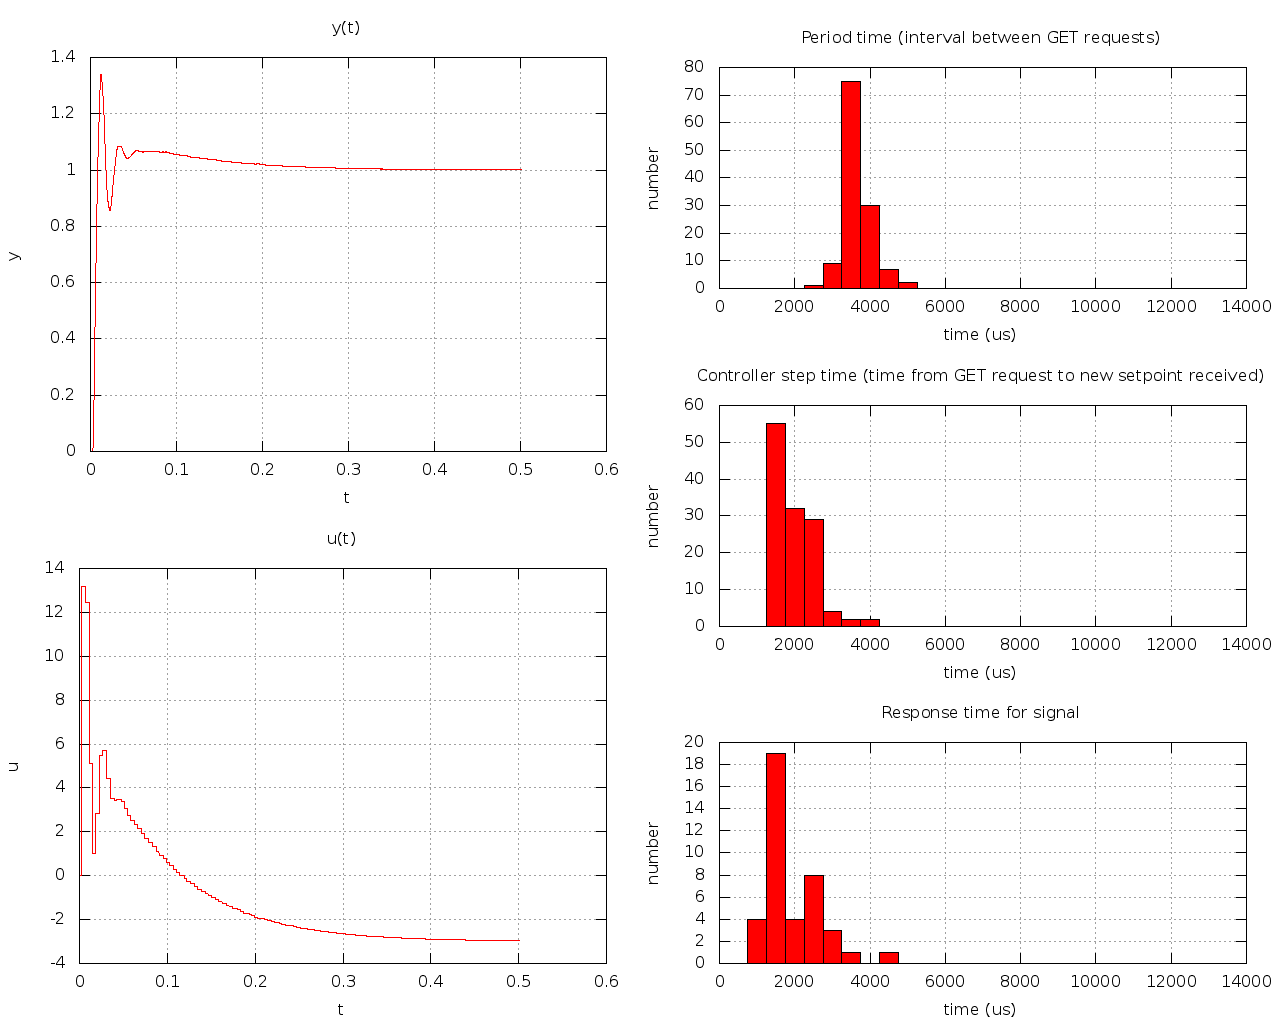 y(t)
1.4
1.2
1
0.8
0.6
0.4
0.2
0
y
0 0.1 0.2 0.3 0.4 0.5 0.6
t
u(t)
14
12
10
8
6
4
2
0
-2
-4
u
0 0.1 0.2 0.3 0.4 0.5 0.6
t
Period time (interval between GET requests)
80
70
60
50
40
30
20
10
0
number
0 2000 4000 6000 8000 10000 12000 14000
time (us)
Controller step time (time from GET request to new setpoint received)
60
50
40
30
20
10
0
number
0 2000 4000 6000 8000 10000 12000 14000
time (us)
Response time for signal
20
18
16
14
12
10
8
6
4
2
0
number
0 2000 4000 6000 8000 10000 12000 14000
time (us)